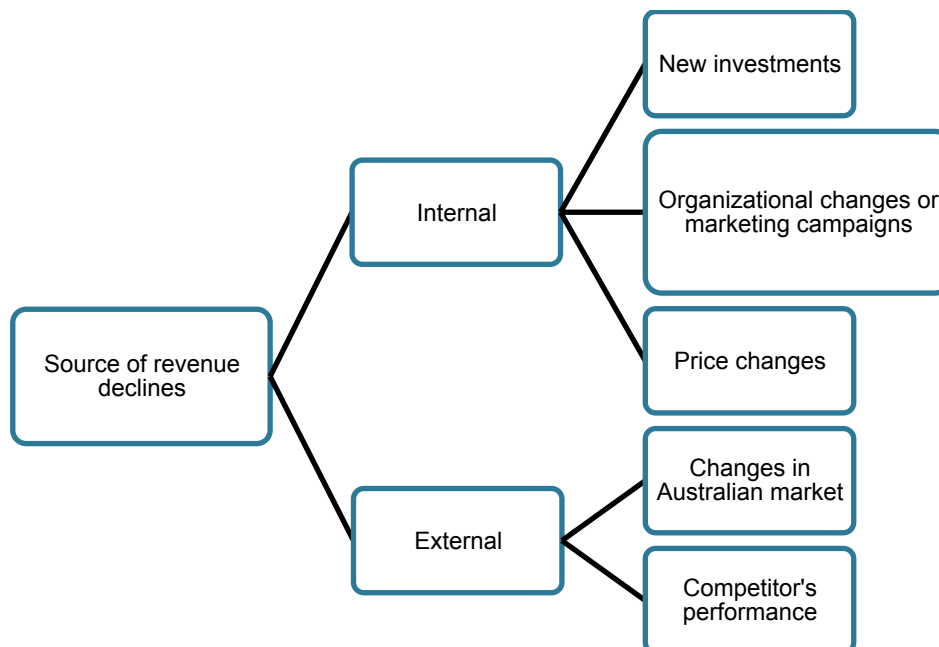 New investments
Internal
Organizational changes or
marketing campaigns
Source of revenue
declines
Price changes
Changes in
Australian market
External
Competitor's
performance